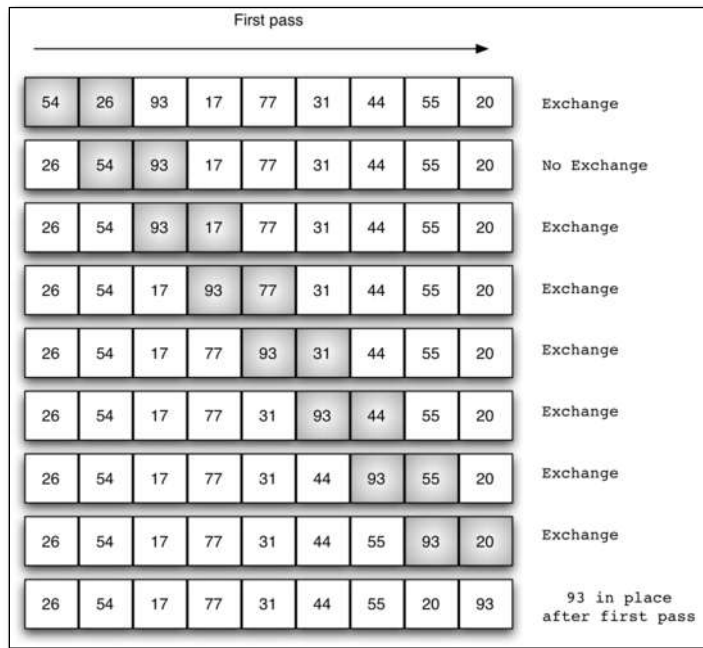 First pass
54 26 93 17 77 31 44 55 20 Exchange
26 54 93 17 77 31 44 55 20 No Exchange
26 54 93 17 77 31 44 55 20 Exchange
26 54 17 93 77 31 44 55 20 Exchange
26 54 17 77 93 31 44 55 20 Exchange
26 54 17 77 31 93 44 55 20 Exchange
26 54 17 77 31 44 93 55 20 Exchange
26 54 17 77 31 44 55 93 20 Exchange
26 54 17 77 31 44 55 20 93 93 in place
after first pass